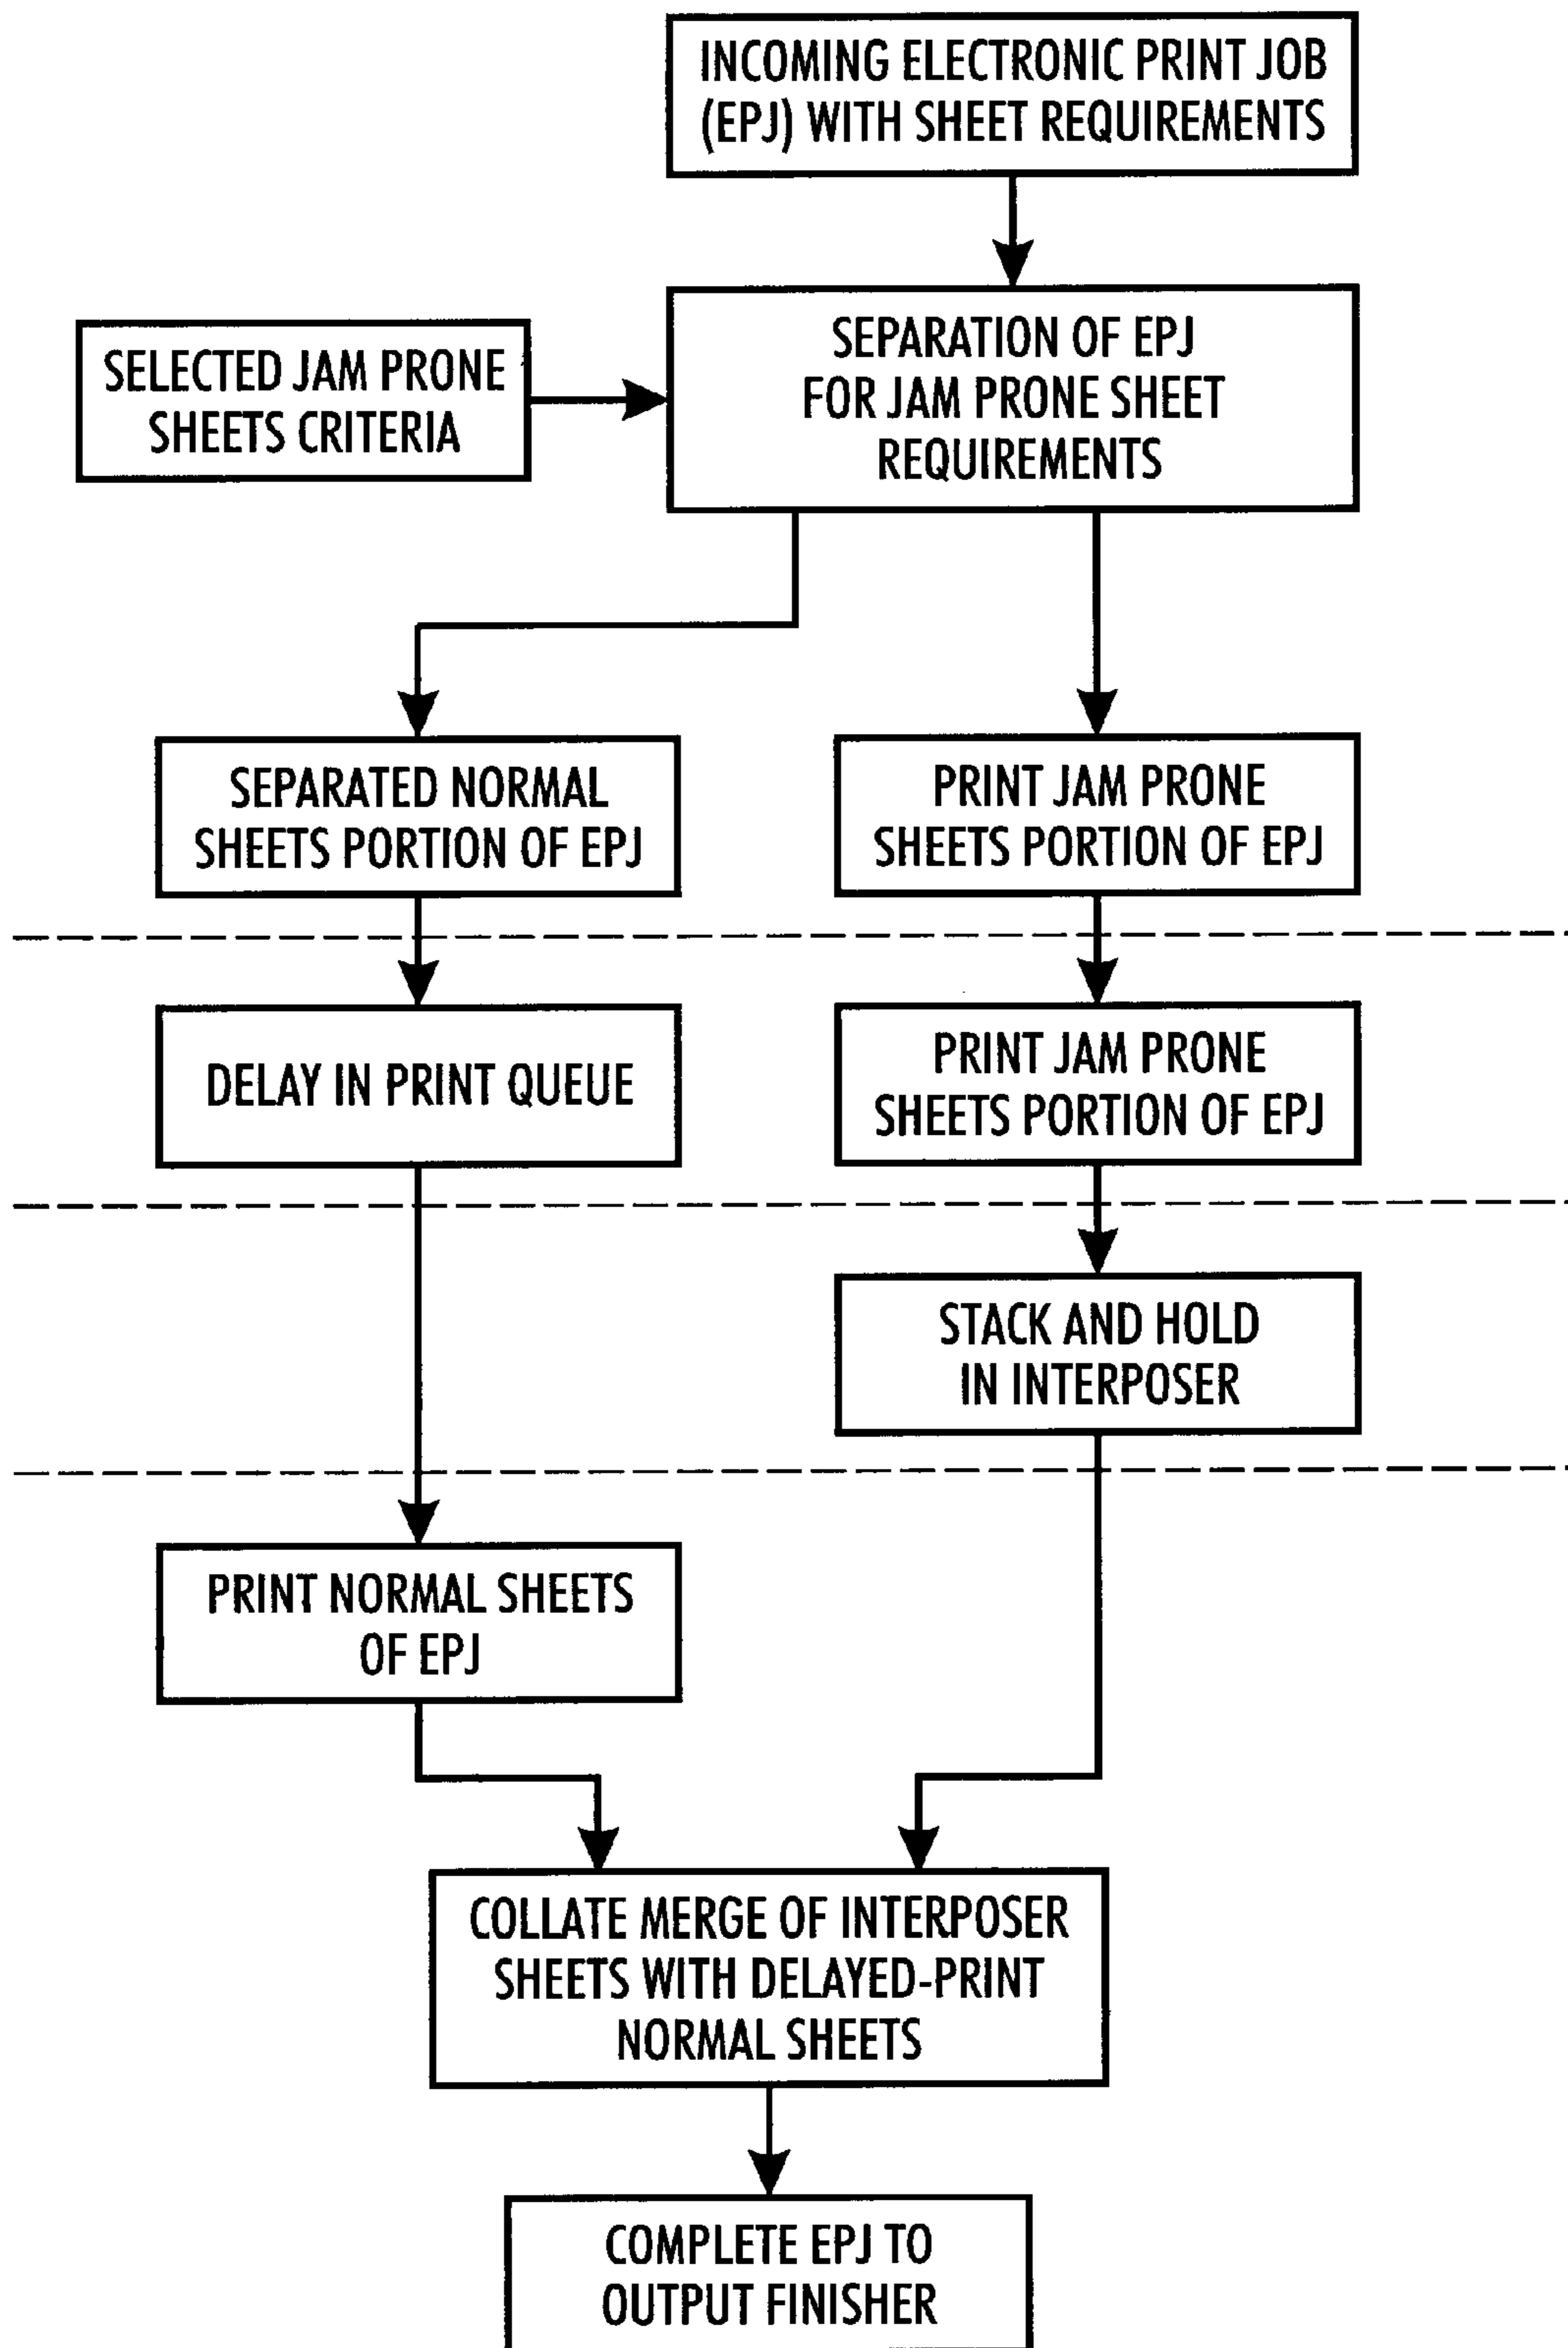 INCOMING ELECTRONIC PRINT JOB
(EPJ) WITH SHEET REQUIREMENTS
SELECTED JAM PRONE
SHEETS CRITERIA
SEPARATION OF EPJ
FOR JAM PRONE SHEET
REQUIREMENTS
SEPARATED NORMAL
SHEETS PORTION OF EPJ
PRINT JAM PRONE
SHEETS PORTION OF EPJ
DELAY IN PRINT QUEUE
PRINT JAM PRONE
SHEETS PORTION OF EPJ
STACK AND HOLD
IN INTERPOSER
PRINT NORMAL SHEETS
OF EPJ
COLLATE MERGE OF INTERPOSER
SHEETS WITH DELAYED-PRINT
NORMAL SHEETS
COMPLETE EPJ TO
OUTPUT FINISHER